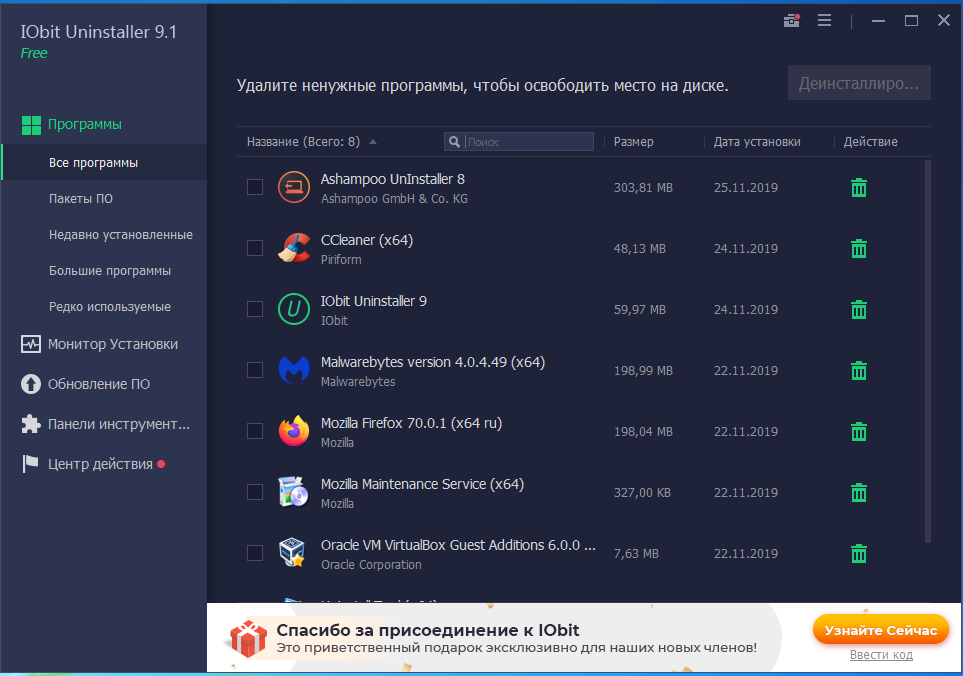 IObit Uninstaller 9.1
Free
Программы
Все программы
Пакеты ПО
Недавно установленные
Большие программы
Редко используемые
Монитор Установки
Обновление ПО
Панели инструмент...
Центр действия
Удалите ненужные программы, чтобы освободить место на диске.
Деинсталлиро...
Название (Всего: 8) Поиск Размер Дата установки Действие
Ashampoo UnInstaller 8
Ashampoo GmbH & Co. KG
303,81 MB 25.11.2019
CCleaner (x64)
Piriform
48,13 MB 24.11.2019
IObit Uninstaller 9
IObit
59,97 MB 24.11.2019
Malwarebytes version 4.0.4.49 (x64)
Malwarebytes
198,99 MB 22.11.2019
Mozilla Firefox 70.0.1 (x64 ru)
Mozilla
198,04 MB 22.11.2019
Mozilla Maintenance Service (x64)
Mozilla
327,00 KB 22.11.2019
Oracle VM VirtualBox Guest Additions 6.0.0 ...
Oracle Corporation
7,63 MB 22.11.2019
Спасибо за присоединение к IObit
Это приветственный подарок эксклюзивно для наших новых членов!
Узнайте Сейчас
Ввести код